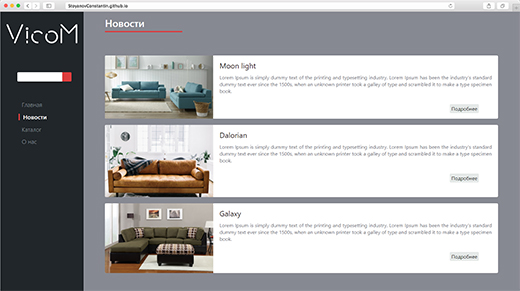 StoyanovConstantin.github.io
VicoM
Новости
Главная
Новости
Каталог
О нас
Moon light
Lorem Ipsum is simply dummy text of the printing and typesetting industry. Lorem Ipsum has been the industry's standard
dummy text ever since the 1500s, when an unknown printer took a galley of type and scrambled it to make a type specimen
book.
Подробнее
Dalorian
Lorem Ipsum is simply dummy text of the printing and typesetting industry. Lorem Ipsum has been the industry's standard
dummy text ever since the 1500s, when an unknown printer took a galley of type and scrambled it to make a type specimen
book.
Подробнее
Galaxy
Lorem Ipsum is simply dummy text of the printing and typesetting industry. Lorem Ipsum has been the industry's standard
dummy text ever since the 1500s, when an unknown printer took a galley of type and scrambled it to make a type specimen
book.
Подробнее